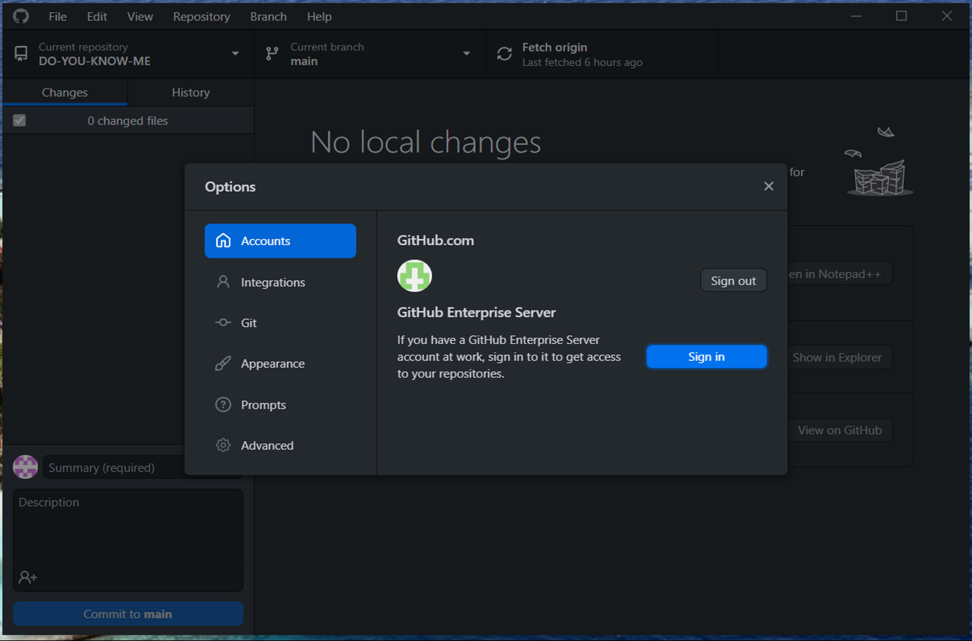 File Edit View Repository Branch Help
Current repository
DO-YOU-KNOW-ME
Current branch
main
Fetch origin
Last fetched 6 hours ago
Changes History
0 changed files
No local changes
for
Options
Accounts
Integrations
Git
Appearance
Prompts
Advanced
GitHub.com
Sign out
GitHub Enterprise Server
If you have a GitHub Enterprise Server
account at work, sign in to it to get access
to your repositories.
Sign in
en in Notepad++
Show in Explorer
View on GitHub
Summary (required)
Description
Commit to main